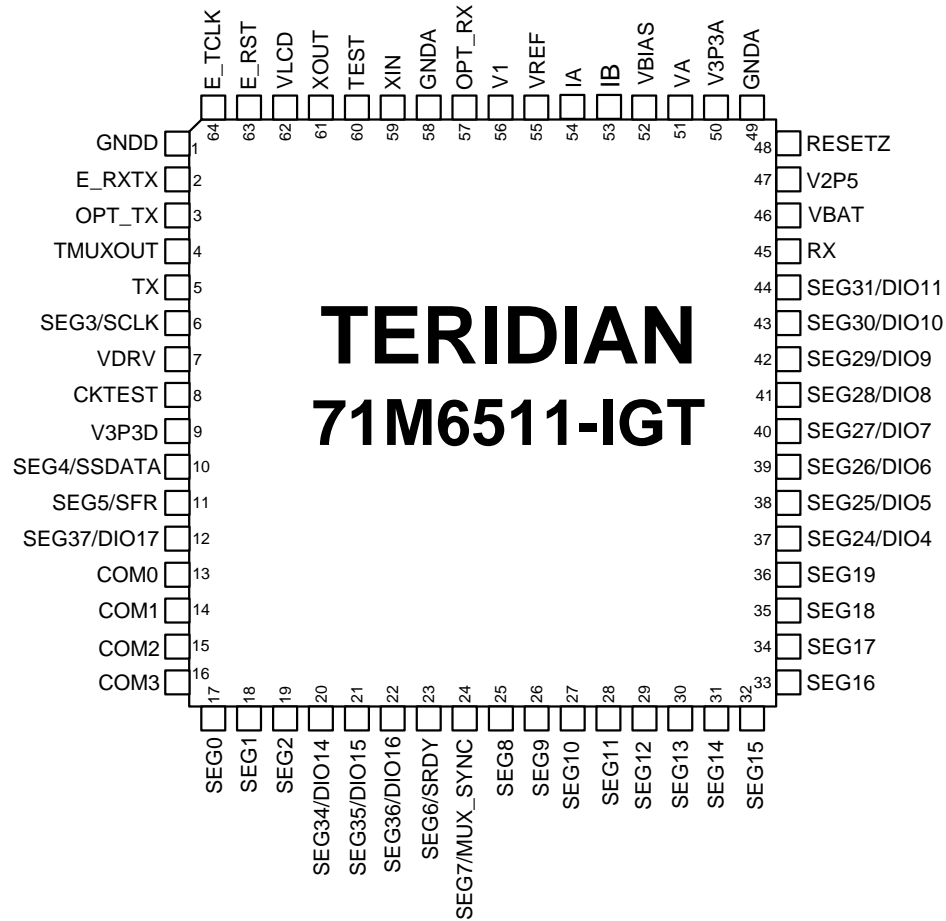 E_TCLK
E_RST
VLCD
XOUT
TEST
XIN
GNDA
OPT_RX
V1
VREF
IA
IB
VBIAS
VA
V3P3A
GNDA
64
63
62
61
60
59
58
57
56
55
54
53
52
51
50
49
GNDD 1
E_RXTX 2
OPT_TX 3
TMUXOUT 4
TX 5
SEG3/SCLK 6
VDRV 7
CKTEST 8
V3P3D 9
SEG4/SSDATA 10
SEG5/SFR 11
SEG37/DIO17 12
COM0 13
COM1 14
COM2 15
COM3 16
TERIDIAN
71M6511-IGT
48 RESETZ
47 V2P5
46 VBAT
45 RX
44 SEG31/DIO11
43 SEG30/DIO10
42 SEG29/DIO9
41 SEG28/DIO8
40 SEG27/DIO7
39 SEG26/DIO6
38 SEG25/DIO5
37 SEG24/DIO4
36 SEG19
35 SEG18
34 SEG17
33 SEG16
17
18
19
20
21
22
23
24
25
26
27
28
29
30
31
32
SEG0
SEG1
SEG2
SEG34/DIO14
SEG35/DIO15
SEG36/DIO16
SEG6/SRDY
SEG7/MUX_SYNC
SEG8
SEG9
SEG10
SEG11
SEG12
SEG13
SEG14
SEG15